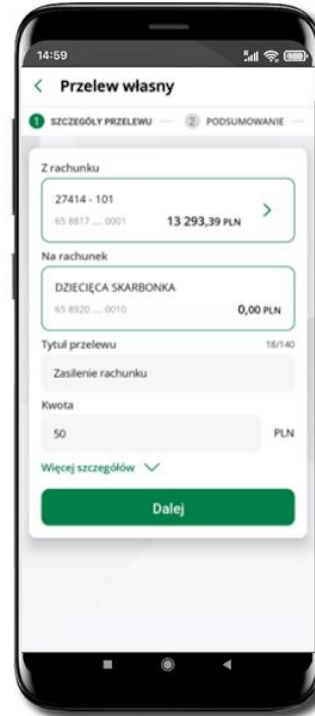 14:59
Przelew własny
1 SZCZEGÓŁY PRZELEWU 2 PODSUMOWANIE
Z rachunku
27414 - 101
65 8817 .... 0001 13 293,39 PLN
Na rachunek
DZIECIĘCA SKARBONKA
65 8920 .... 0010 0,00 PLN
Tytuł przelewu 18/140
Zasilenie rachunku
Kwota
50 PLN
Więcej szczegółów
Dalej